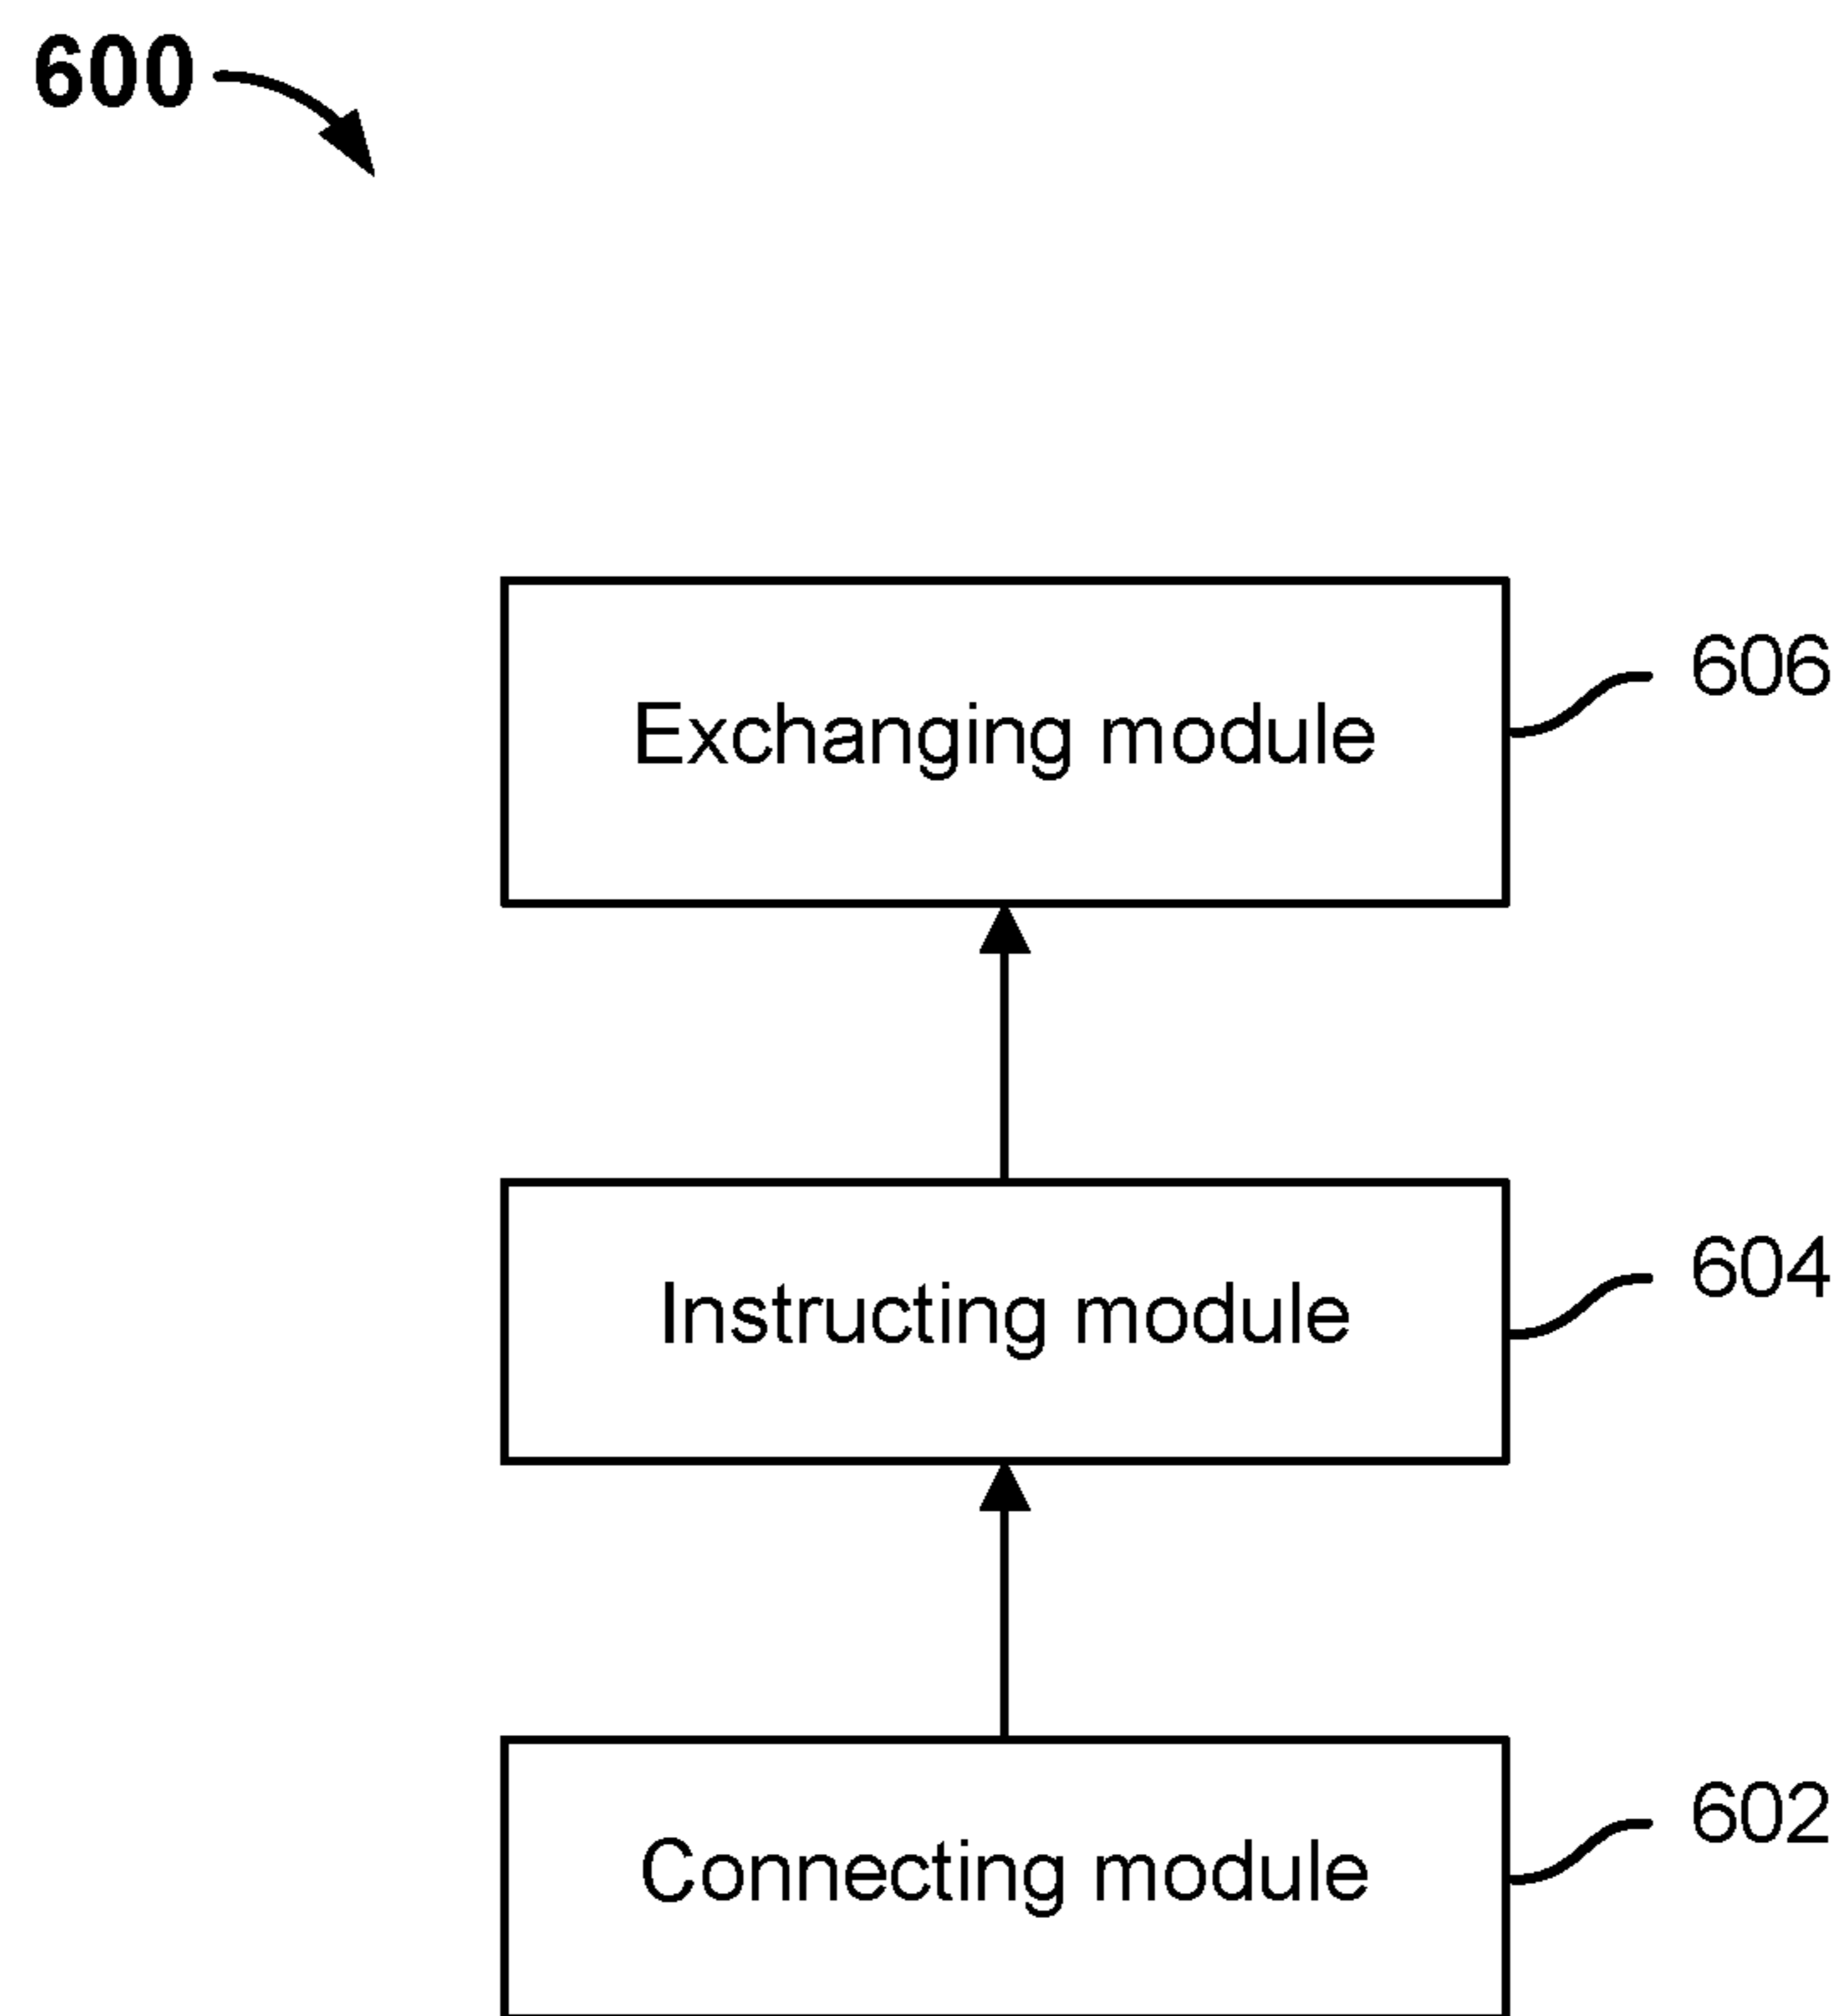 600
606
Exchanging module
604
Instructing module
602
Connecting module